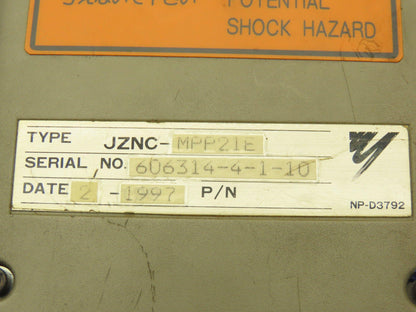 POTENTIAL
SHOCK HAZARD
TYPE JZNC-MPP21E
SERIAL NO. 606314-4-1-10
DATE 2 -1997 P/N
NP-D3792